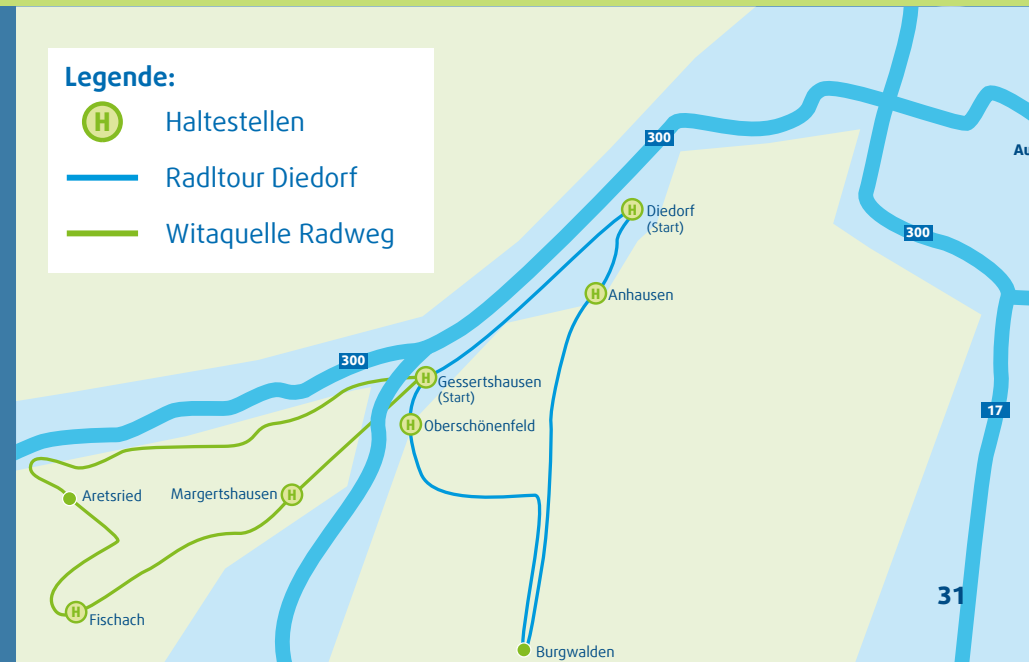 Legende:
H
Haltestellen
Radltour Diedorf
Witaquelle Radweg
300
Au
H
Diedorf
(Start)
300
H
Anhausen
300
H
Gessertshausen
(Start)
17
H
Oberschönenfeld
Aretsried
Margertshausen
H
31
H
Fischach
Burgwalden